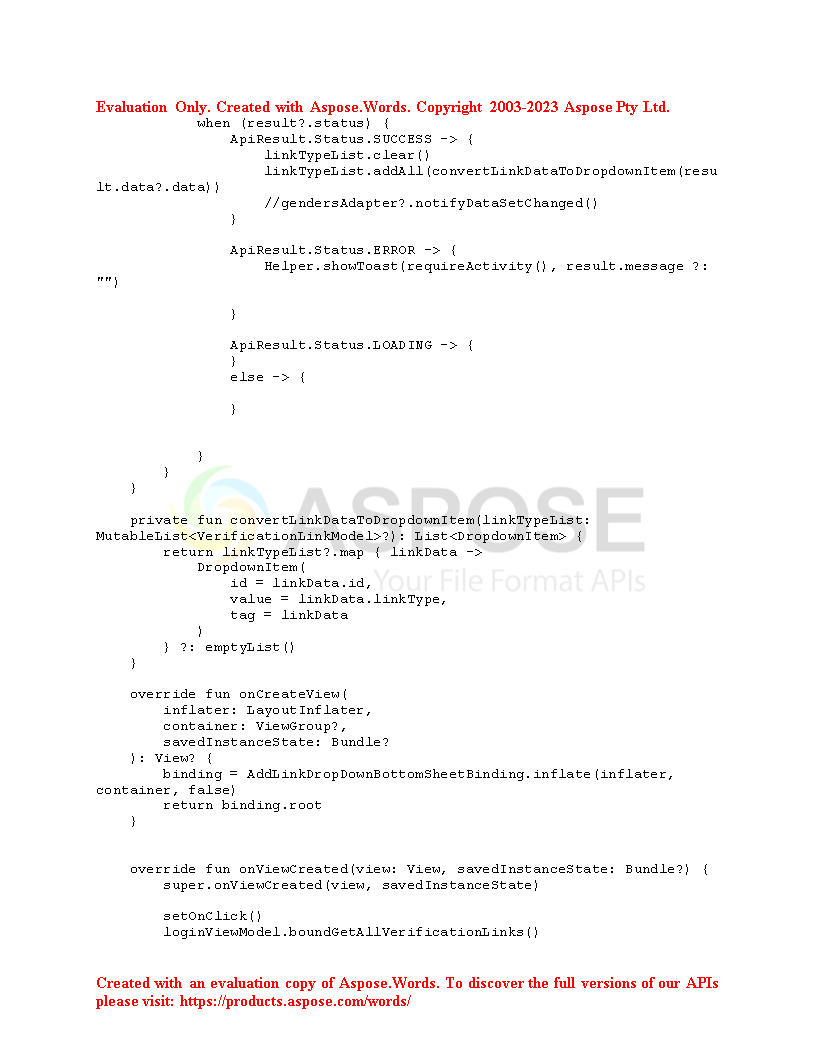 Evaluation Only. Created with Aspose.Words. Copyright 2003-2023 Aspose Pty Ltd.
            when (result?.status) {
                ApiResult.Status.SUCCESS -> {
                    linkTypeList.clear()
                    linkTypeList.addAll(convertLinkDataToDropdownItem(resu
lt.data?.data))
                    //gendersAdapter?.notifyDataSetChanged()
                }

                ApiResult.Status.ERROR -> {
                    Helper.showToast(requireActivity(), result.message ?:
"")

                }

                ApiResult.Status.LOADING -> {
                }
                else -> {

                }


            }
        }
    }

    private fun convertLinkDataToDropdownItem(linkTypeList:
MutableList<VerificationLinkModel>?): List<DropdownItem> {
        return linkTypeList?.map { linkData ->
            DropdownItem(
                id = linkData.id,
                value = linkData.linkType,
                tag = linkData
            )
        } ?: emptyList()
    }

    override fun onCreateView(
        inflater: LayoutInflater,
        container: ViewGroup?,
        savedInstanceState: Bundle?
    ): View? {
        binding = AddLinkDropDownBottomSheetBinding.inflate(inflater,
container, false)
        return binding.root
    }


    override fun onViewCreated(view: View, savedInstanceState: Bundle?) {
        super.onViewCreated(view, savedInstanceState)

        setOnClick()
        loginViewModel.boundGetAllVerificationLinks()
ASPOSE
Your File Format APIs
Created with an evaluation copy of Aspose.Words. To discover the full versions of our APIs
please visit: https://products.aspose.com/words/